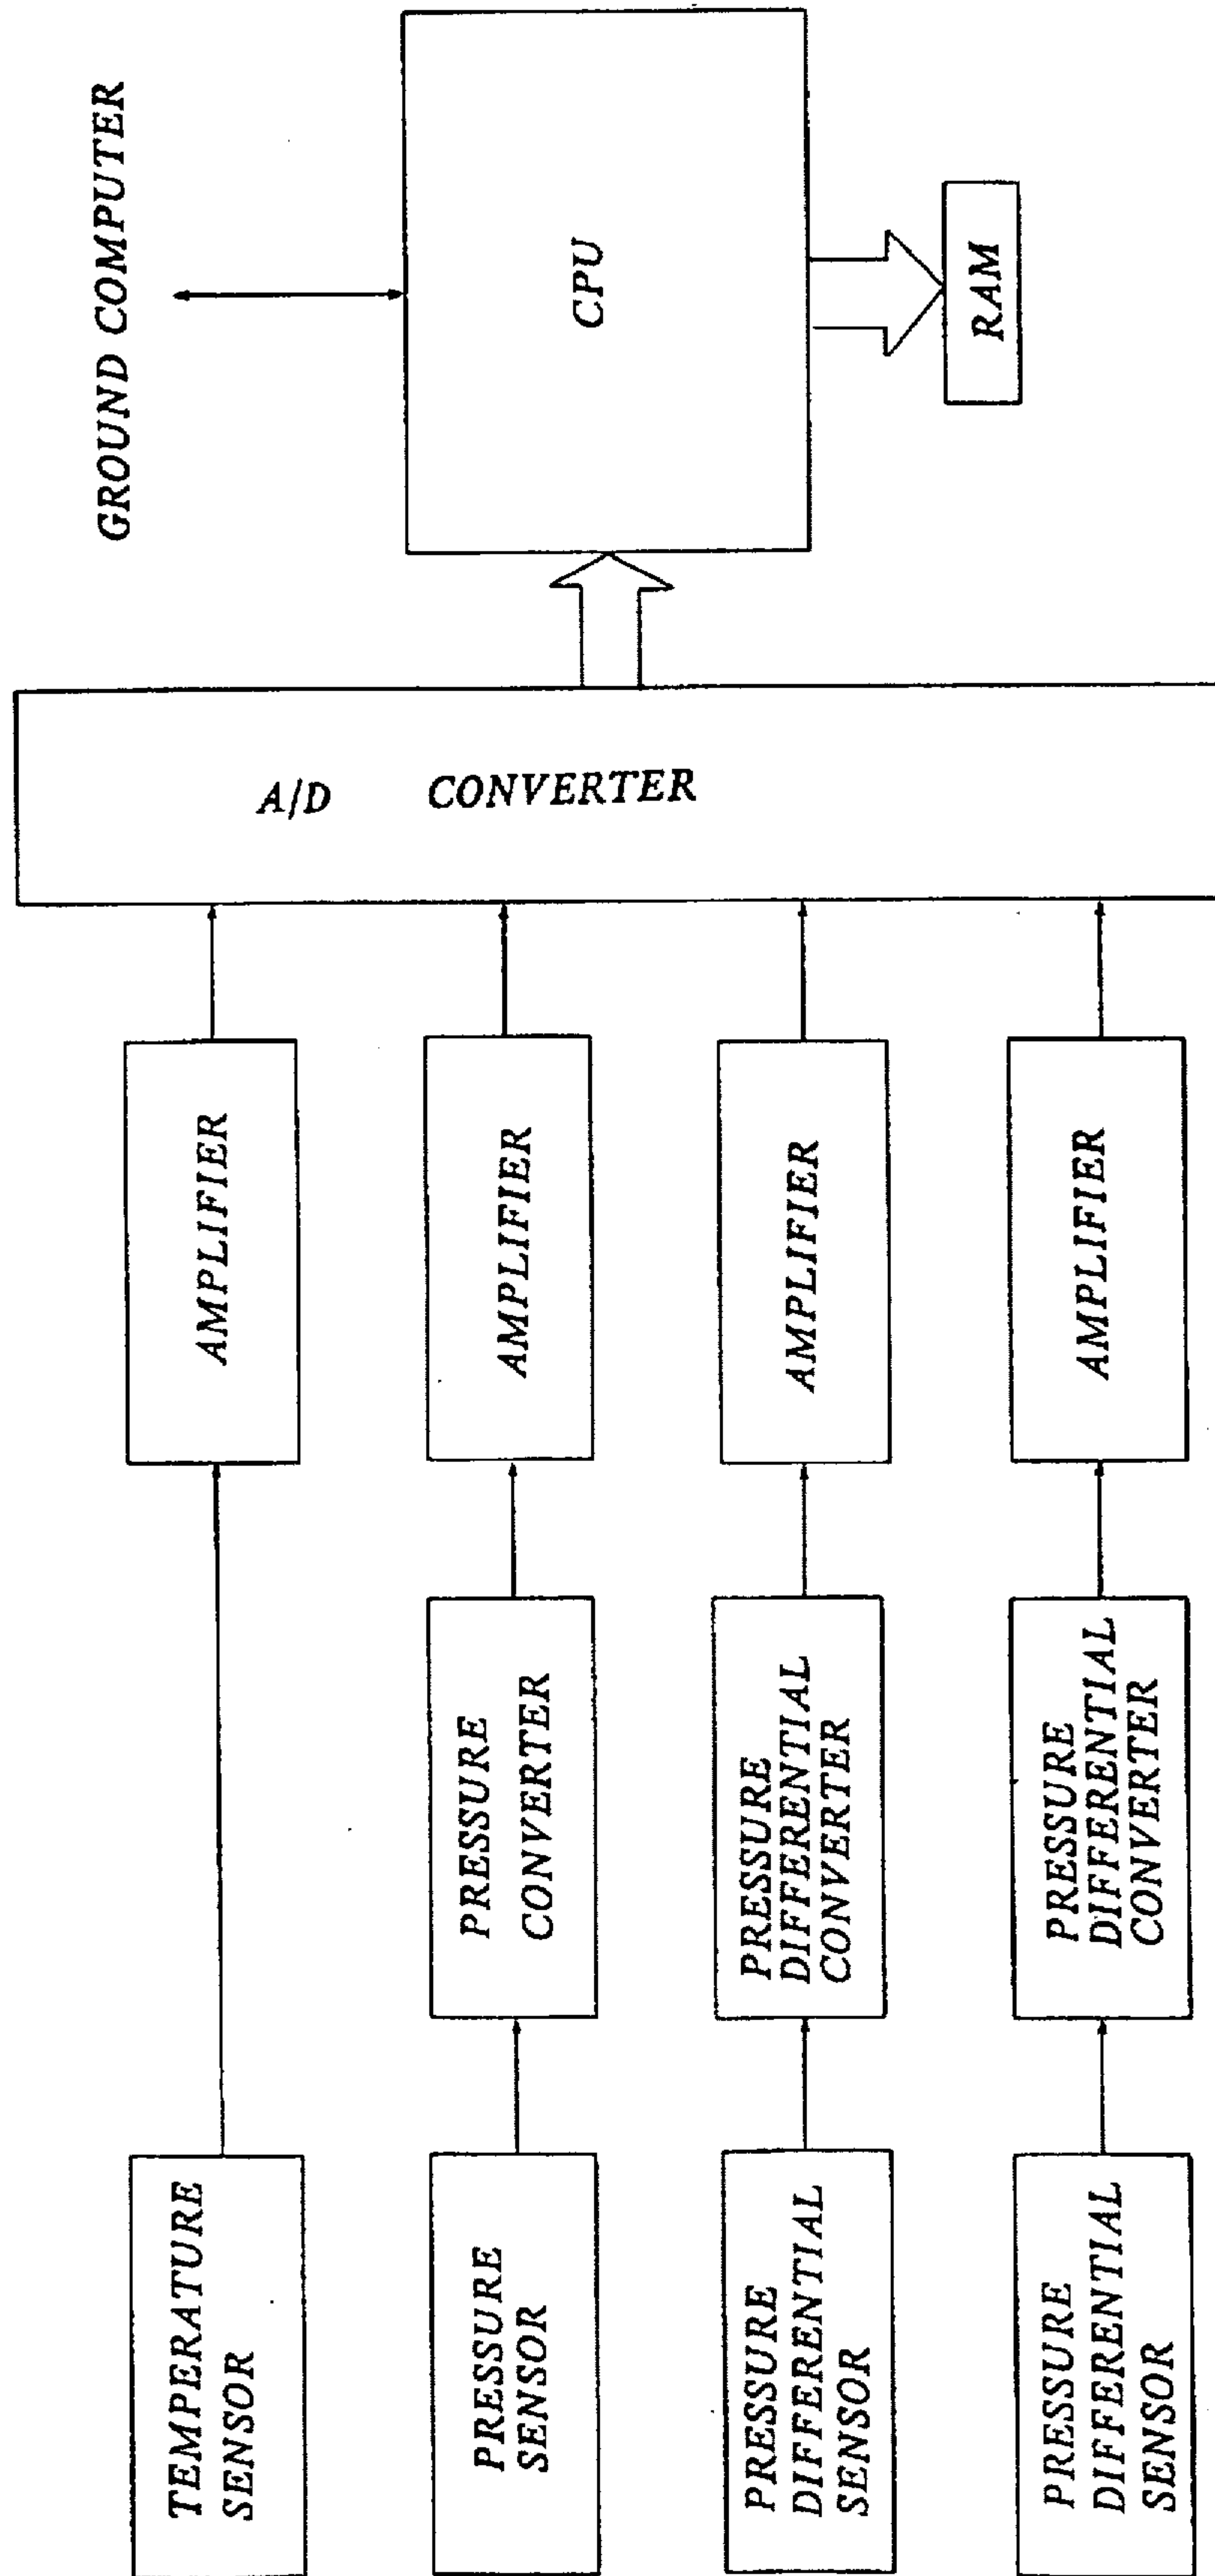 TEMPERATURE
SENSOR
AMPLIFIER
PRESSURE
SENSOR
PRESSURE
CONVERTER
AMPLIFIER
PRESSURE
DIFFERENTIAL
SENSOR
PRESSURE
DIFFERENTIAL
CONVERTER
AMPLIFIER
PRESSURE
DIFFERENTIAL
SENSOR
PRESSURE
DIFFERENTIAL
CONVERTER
AMPLIFIER
A/D CONVERTER
GROUND COMPUTER
CPU
RAM